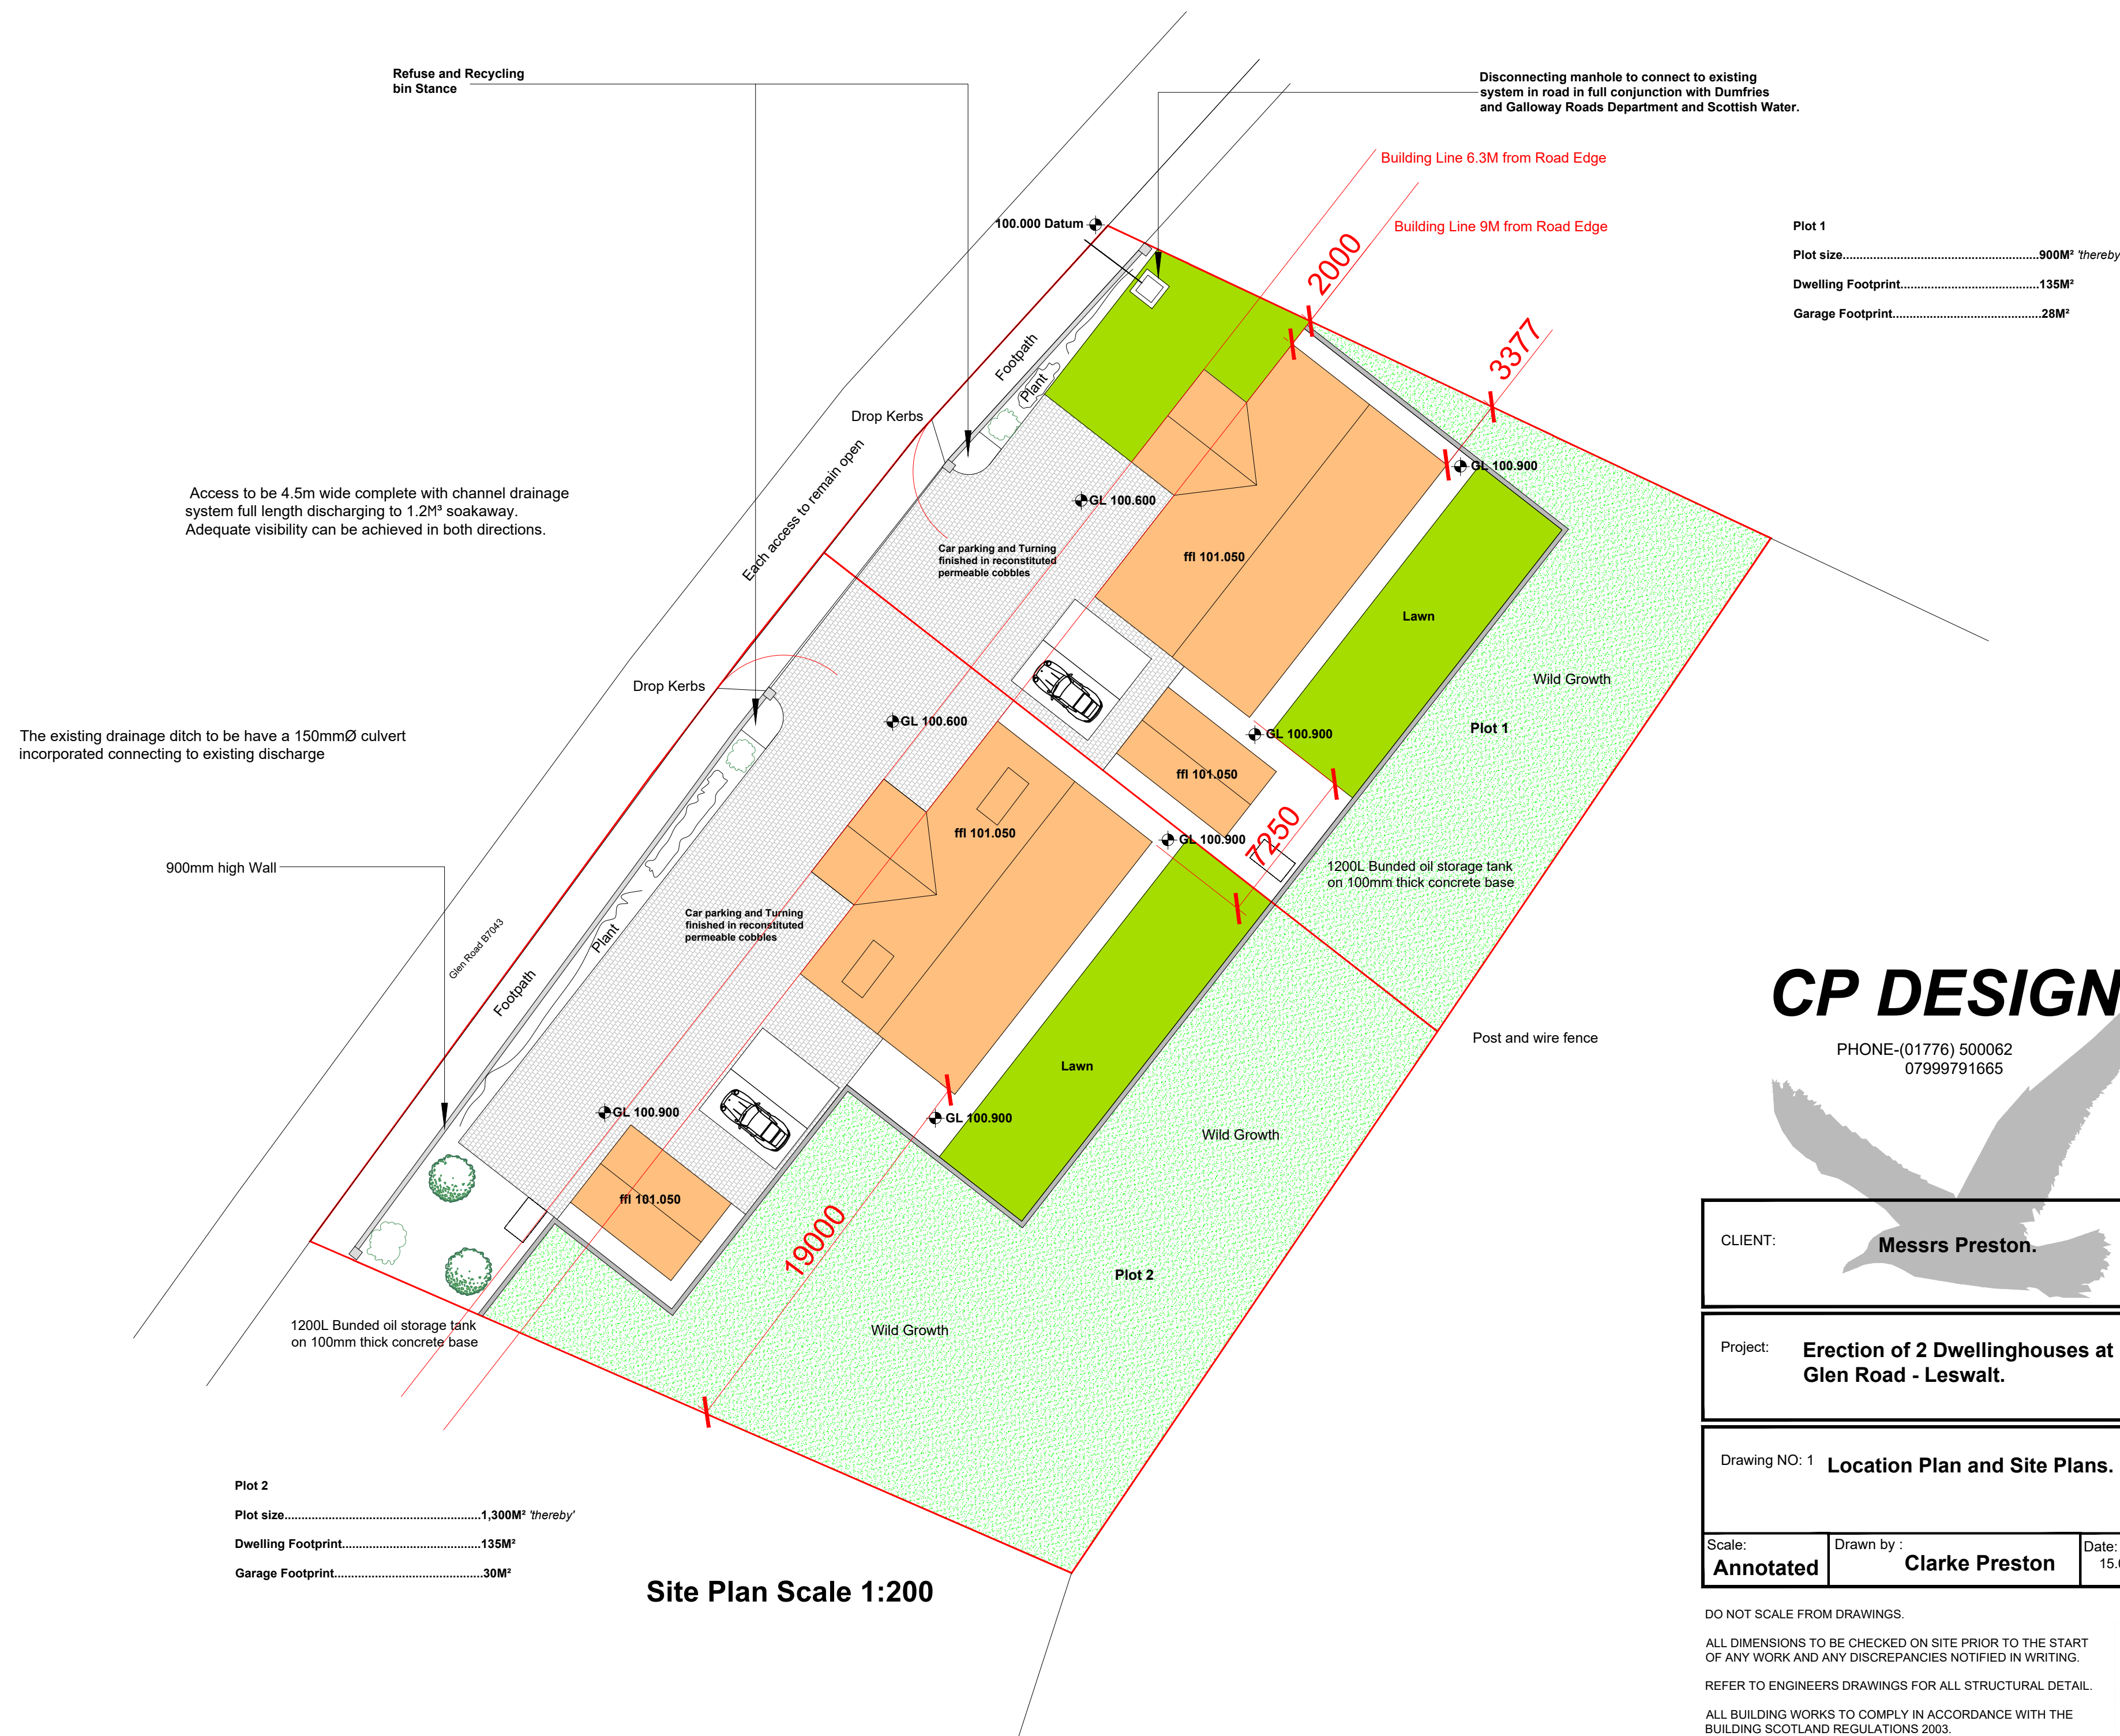 Refuse and Recycling
bin Stance
Disconnecting manhole to connect to existing
system in road in full conjunction with Dumfries
and Galloway Roads Department and Scottish Water.
Building Line 6.3M from Road Edge
Building Line 9M from Road Edge
100.000 Datum
2000
3377
Plot 1
Plot size..........................................................900M² 'thereby
Dwelling Footprint.........................................135M²
Garage Footprint............................................28M²
Footpath
Plant
Drop Kerbs
Each access to remain open
GL 100.900
GL 100.600
Access to be 4.5m wide complete with channel drainage
system full length discharging to 1.2M³ soakaway.
Adequate visibility can be achieved in both directions.
Car parking and Turning
finished in reconstituted
permeable cobbles
ffl 101.050
Lawn
Wild Growth
Drop Kerbs
GL 100.600
Plot 1
GL 100.900
The existing drainage ditch to be have a 150mmØ culvert
incorporated connecting to existing discharge
ffl 101.050
ffl 101.050
GL 100.900
7250
900mm high Wall
1200L Bunded oil storage tank
on 100mm thick concrete base
Car parking and Turning
finished in reconstituted
permeable cobbles
Glen Road B7043
Plant
Footpath
Post and wire fence
Lawn
GL 100.900
GL 100.900
Wild Growth
ffl 101.050
19000
Plot 2
Wild Growth
1200L Bunded oil storage tank
on 100mm thick concrete base
Plot 2
Plot size..........................................................1,300M² 'thereby'
Dwelling Footprint.........................................135M²
Garage Footprint............................................30M²
Site Plan Scale 1:200
CP DESIGN
PHONE-(01776) 500062
07999791665
CLIENT:
Messrs Preston.
Project:
Erection of 2 Dwellinghouses at
Glen Road - Leswalt.
Drawing NO: 1
Location Plan and Site Plans.
Scale:
Annotated
Drawn by :
Clarke Preston
Date:
DO NOT SCALE FROM DRAWINGS.
ALL DIMENSIONS TO BE CHECKED ON SITE PRIOR TO THE START
OF ANY WORK AND ANY DISCREPANCIES NOTIFIED IN WRITING.
REFER TO ENGINEERS DRAWINGS FOR ALL STRUCTURAL DETAIL.
ALL BUILDING WORKS TO COMPLY IN ACCORDANCE WITH THE
BUILDING SCOTLAND REGULATIONS 2003.